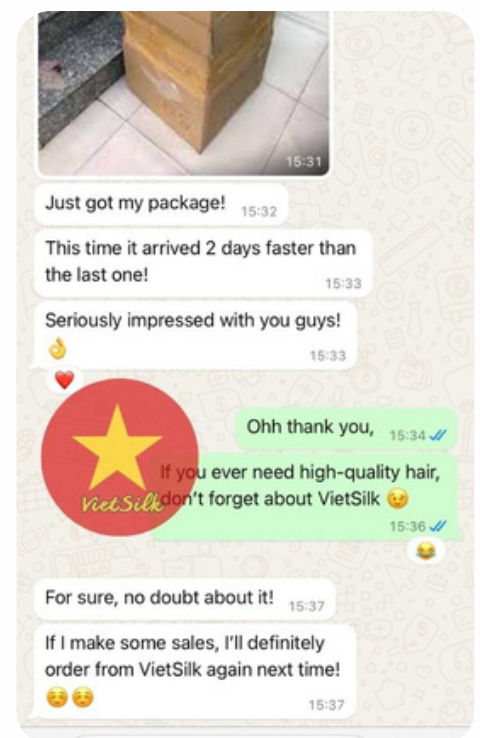 15:31
Just got my package! 15:32
This time it arrived 2 days faster than
the last one! 15:33
Seriously impressed with you guys!
👌 15:33
❤️
Ohh thank you, 15:34
If you ever need high-quality hair,
don't forget about VietSilk 😉
VietSilk
15:36
😂
For sure, no doubt about it! 15:37
If I make some sales, I'll definitely
order from VietSilk again next time!
☺️☺️ 15:37